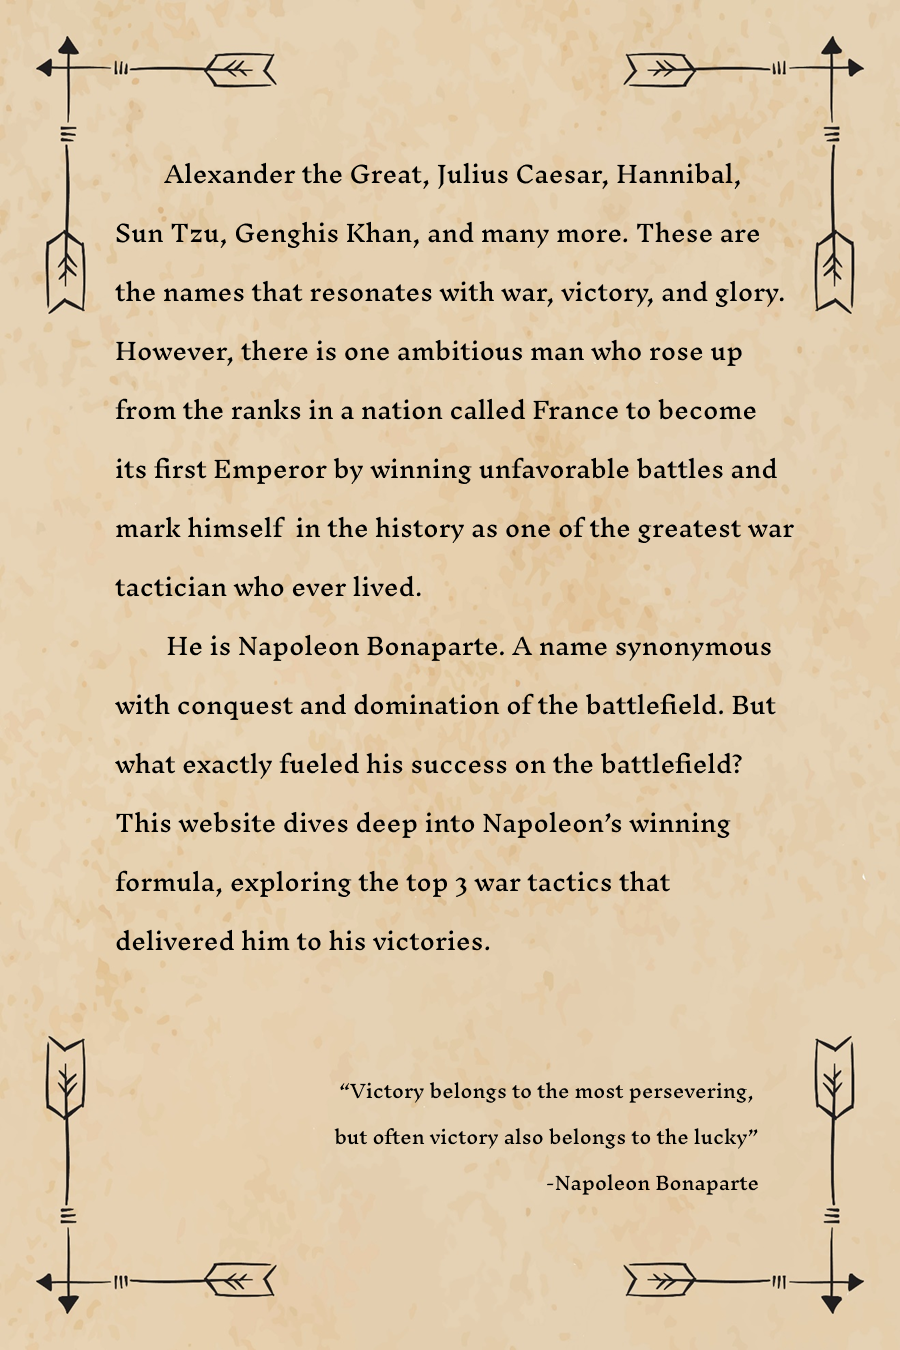 Alexander the Great, Julius Caesar, Hannibal,
Sun Tzu, Genghis Khan, and many more. These are
the names that resonates with war, victory, and glory.
However, there is one ambitious man who rose up
from the ranks in a nation called France to become
its first Emperor by winning unfavorable battles and
mark himself  in the history as one of the greatest war
tactician who ever lived.
He is Napoleon Bonaparte. A name synonymous
with conquest and domination of the battlefield. But
what exactly fueled his success on the battlefield?
This website dives deep into Napoleon’s winning
formula, exploring the top 3 war tactics that
delivered him to his victories.
“Victory belongs to the most persevering,
but often victory also belongs to the lucky”
-Napoleon Bonaparte